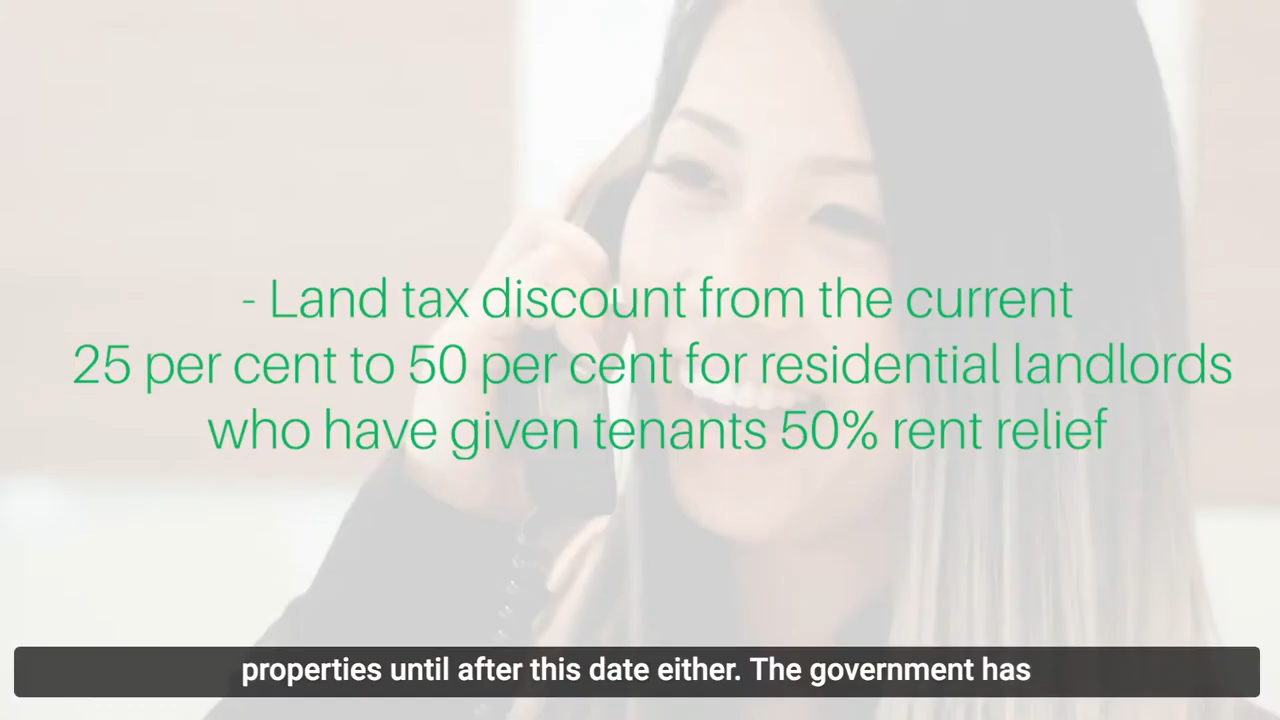 - Land tax discount from the current
25 per cent to 50 per cent for residential landlords
who have given tenants 50% rent relief
properties until after this date either. The government has